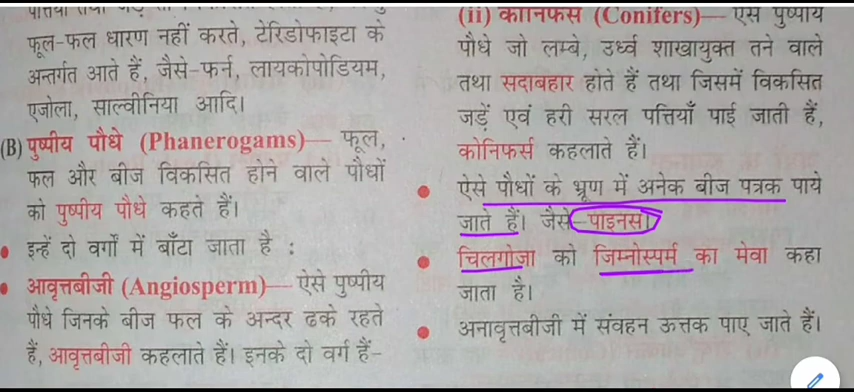 फूल-फल धारण नहीं करते, टेरिडोफाइटा के
अन्तर्गत आते हैं, जैसे-फर्न, लायकोपोडियम,
एजोला, साल्वीनिया आदि।
(B) पुष्पीय पौधे (Phanerogams)— फूल,
फल और बीज विकसित होने वाले पौधों
को पुष्पीय पौधे कहते हैं।
• इन्हें दो वर्गों में बाँटा जाता है :
• आवृत्तबीजी (Angiosperm)— ऐसे पुष्पीय
पौधे जिनके बीज फल के अन्दर ढके रहते
हैं, आवृत्तबीजी कहलाते हैं। इनके दो वर्ग हैं–
(ii) कोनिफर्स (Conifers)— ऐसे पुष्पीय
पौधे जो लम्बे, उर्ध्व शाखायुक्त तने वाले
तथा सदाबहार होते हैं तथा जिसमें विकसित
जड़ें एवं हरी सरल पत्तियाँ पाई जाती हैं,
कोनिफर्स कहलाते हैं।
• ऐसे पौधों के भ्रूण में अनेक बीज पत्रक पाये
जाते हैं। जैसे–पाइनस।
• चिलगोजा को जिम्नोस्पर्म का मेवा कहा
जाता है।
• अनावृत्तबीजी में संवहन ऊत्तक पाए जाते हैं।